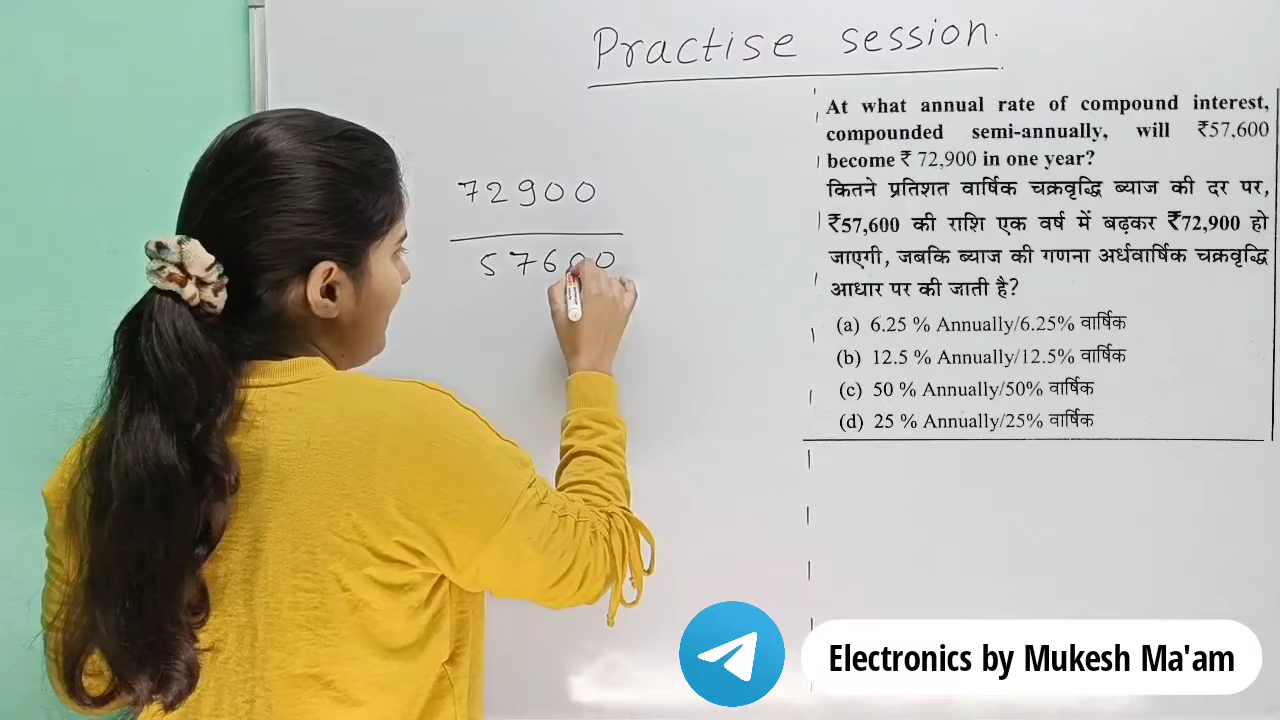 Practise session.
72900
57600
At what annual rate of compound interest,
compounded semi-annually, will ₹57,600
become ₹ 72,900 in one year?
कितने प्रतिशत वार्षिक चक्रवृद्धि ब्याज की दर पर,
₹57,600 की राशि एक वर्ष में बढ़कर ₹72,900 हो
जाएगी, जबकि ब्याज की गणना अर्धवार्षिक चक्रवृद्धि
आधार पर की जाती है?
(a) 6.25 % Annually/6.25% वार्षिक
(b) 12.5 % Annually/12.5% वार्षिक
(c) 50 % Annually/50% वार्षिक
(d) 25 % Annually/25% वार्षिक
Electronics by Mukesh Ma'am